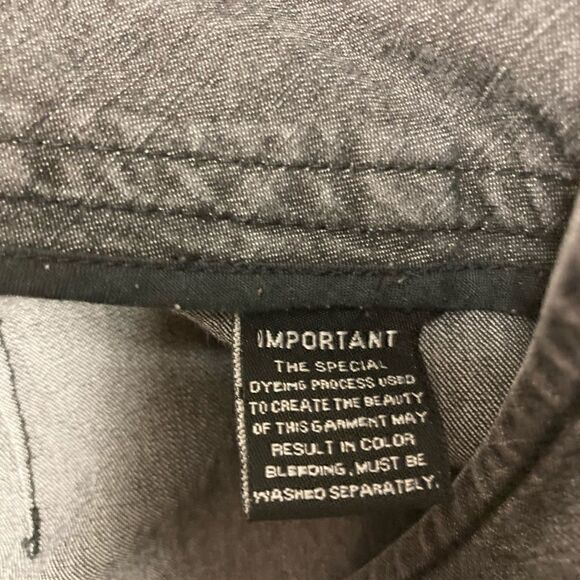 IMPORTANT
THE SPECIAL
DYEING PROCESS USED
TO CREATE THE BEAUTY
OF THIS GARMENT MAY
RESULT IN COLOR
BLEEDING. MUST BE
WASHED SEPARATELY.